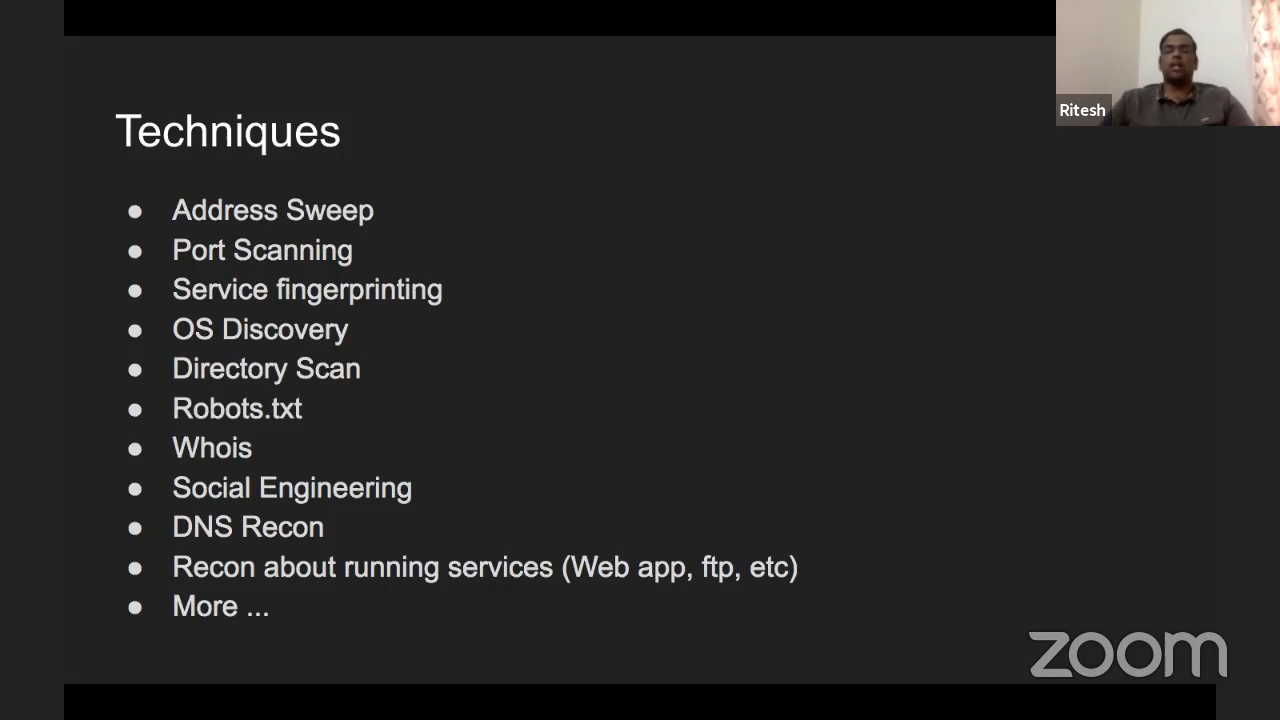 Ritesh
Techniques
● Address Sweep
● Port Scanning
● Service fingerprinting
● OS Discovery
● Directory Scan
● Robots.txt
● Whois
● Social Engineering
● DNS Recon
● Recon about running services (Web app, ftp, etc)
● More ...
zoom